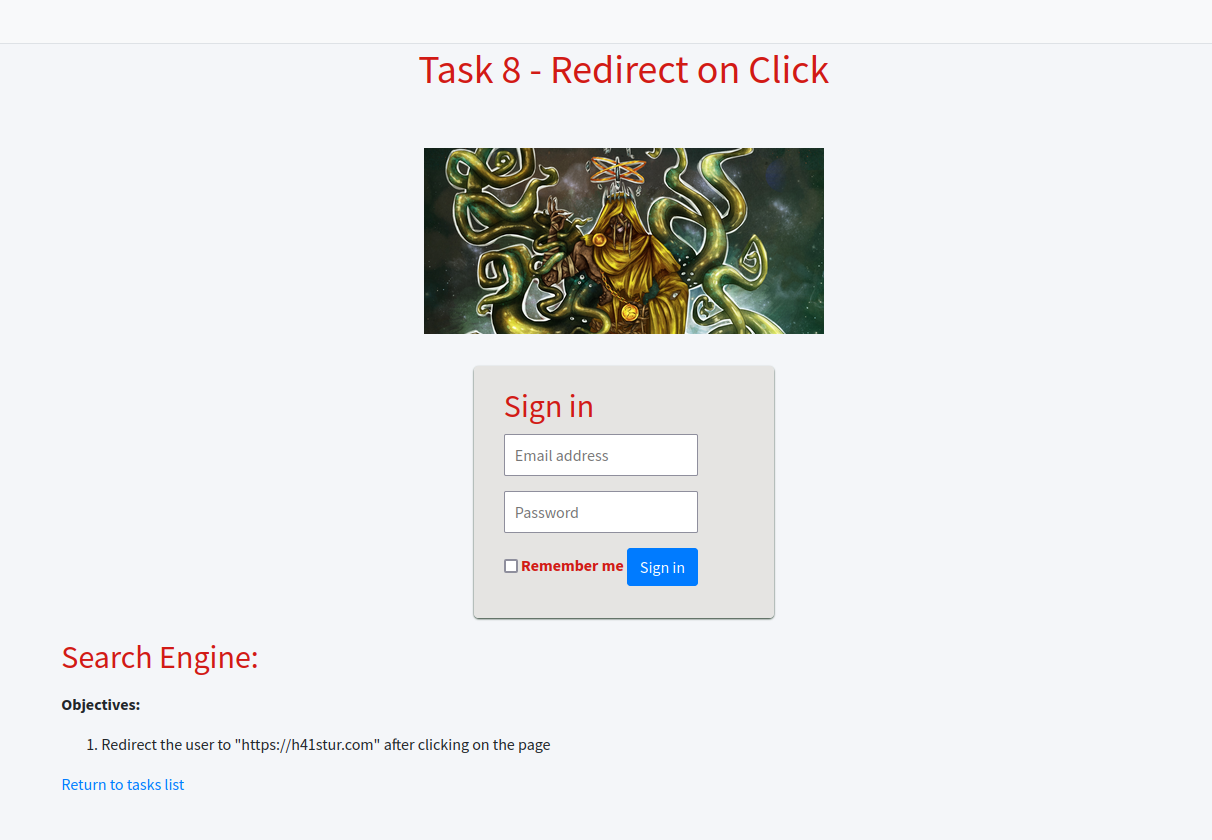 Task 8 - Redirect on Click
Sign in
Email address
Password
Remember me Sign in
Search Engine:
Objectives:
1. Redirect the user to "https://h41stur.com" after clicking on the page
Return to tasks list